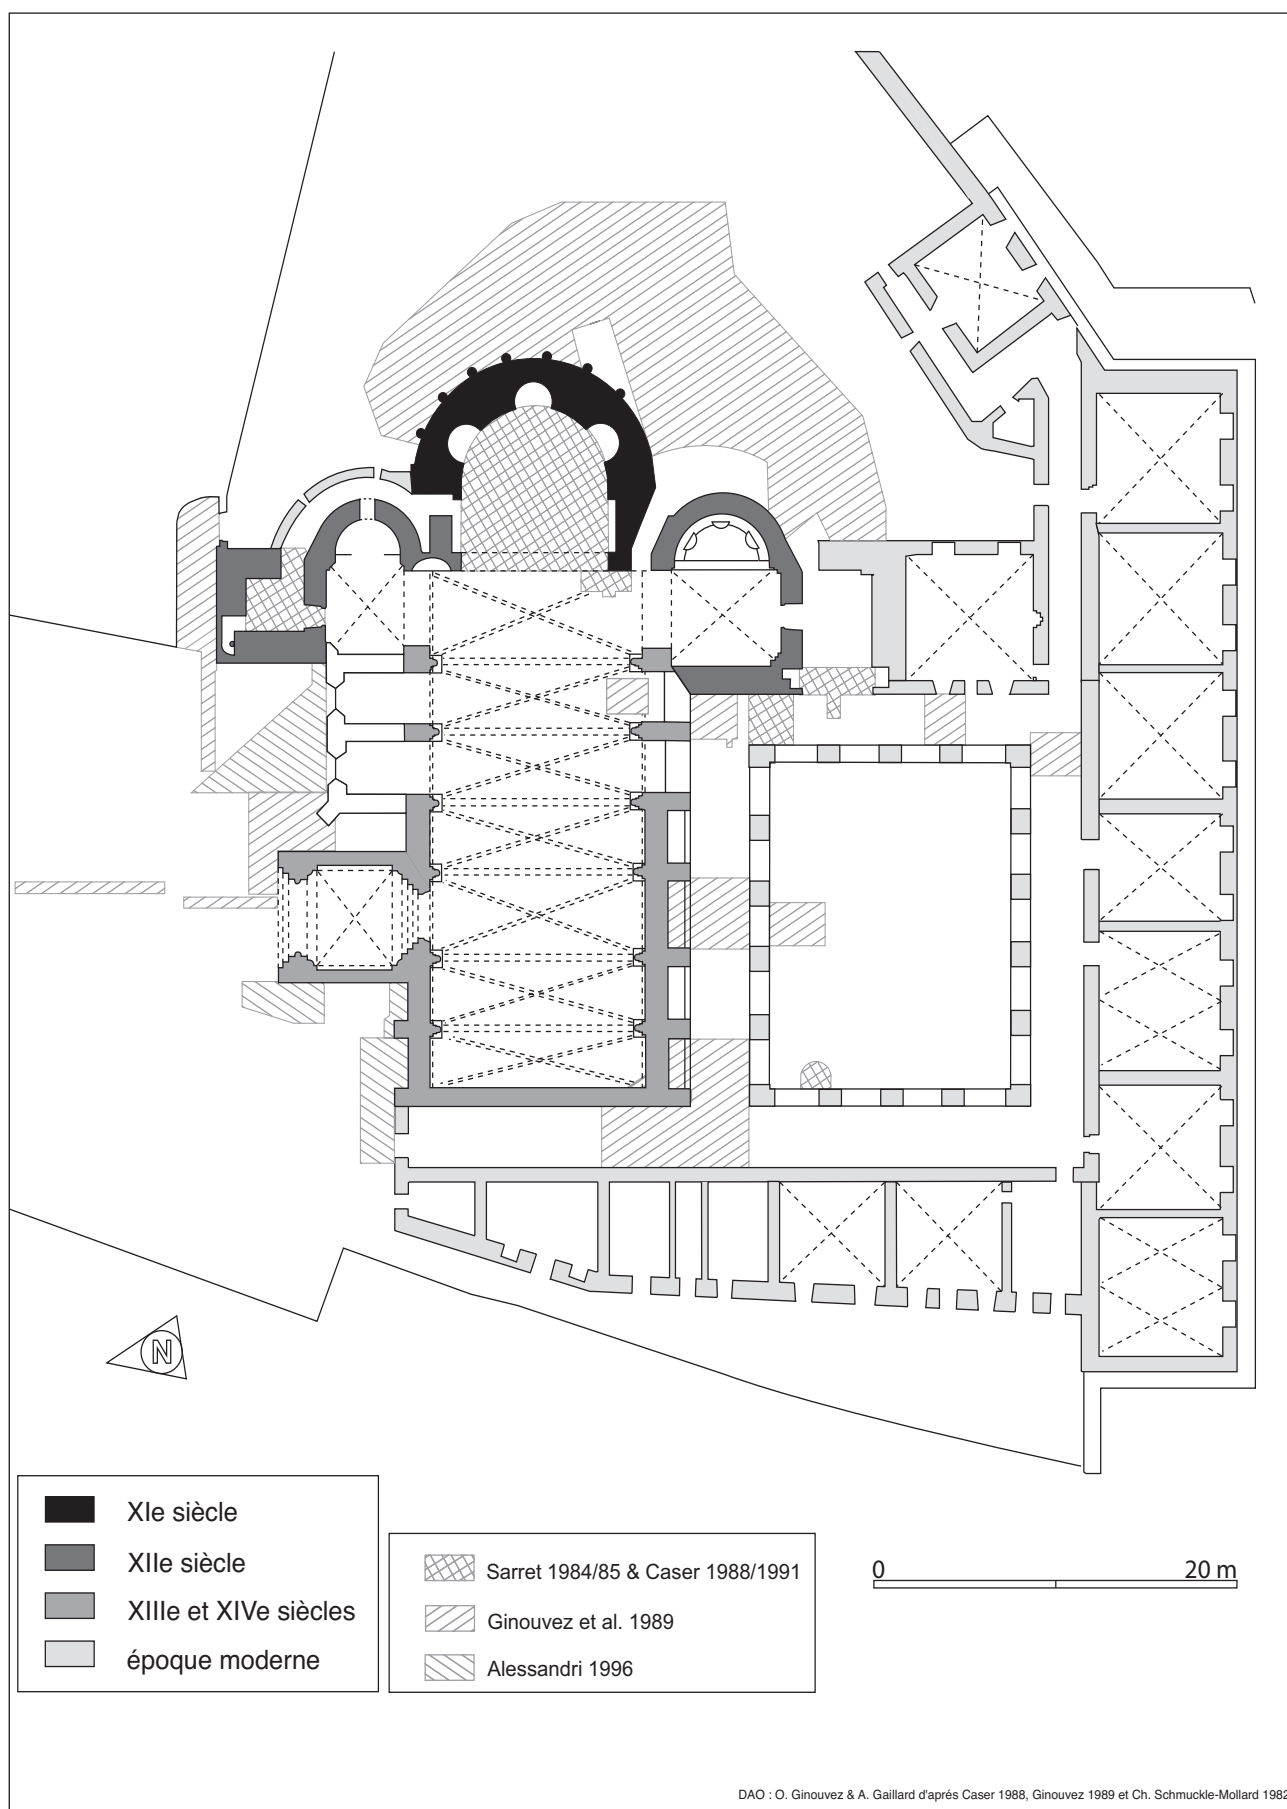 N
XIe siècle
XIIe siècle
XIIIe et XIVe siècles
époque moderne
Sarret 1984/85 & Caser 1988/1991
Ginouvez et al. 1989
Alessandri 1996
0 20 m
DAO : O. Ginouvez & A. Gaillard d'aprés Caser 1988, Ginouvez 1989 et Ch. Schmuckle-Mollard 1982